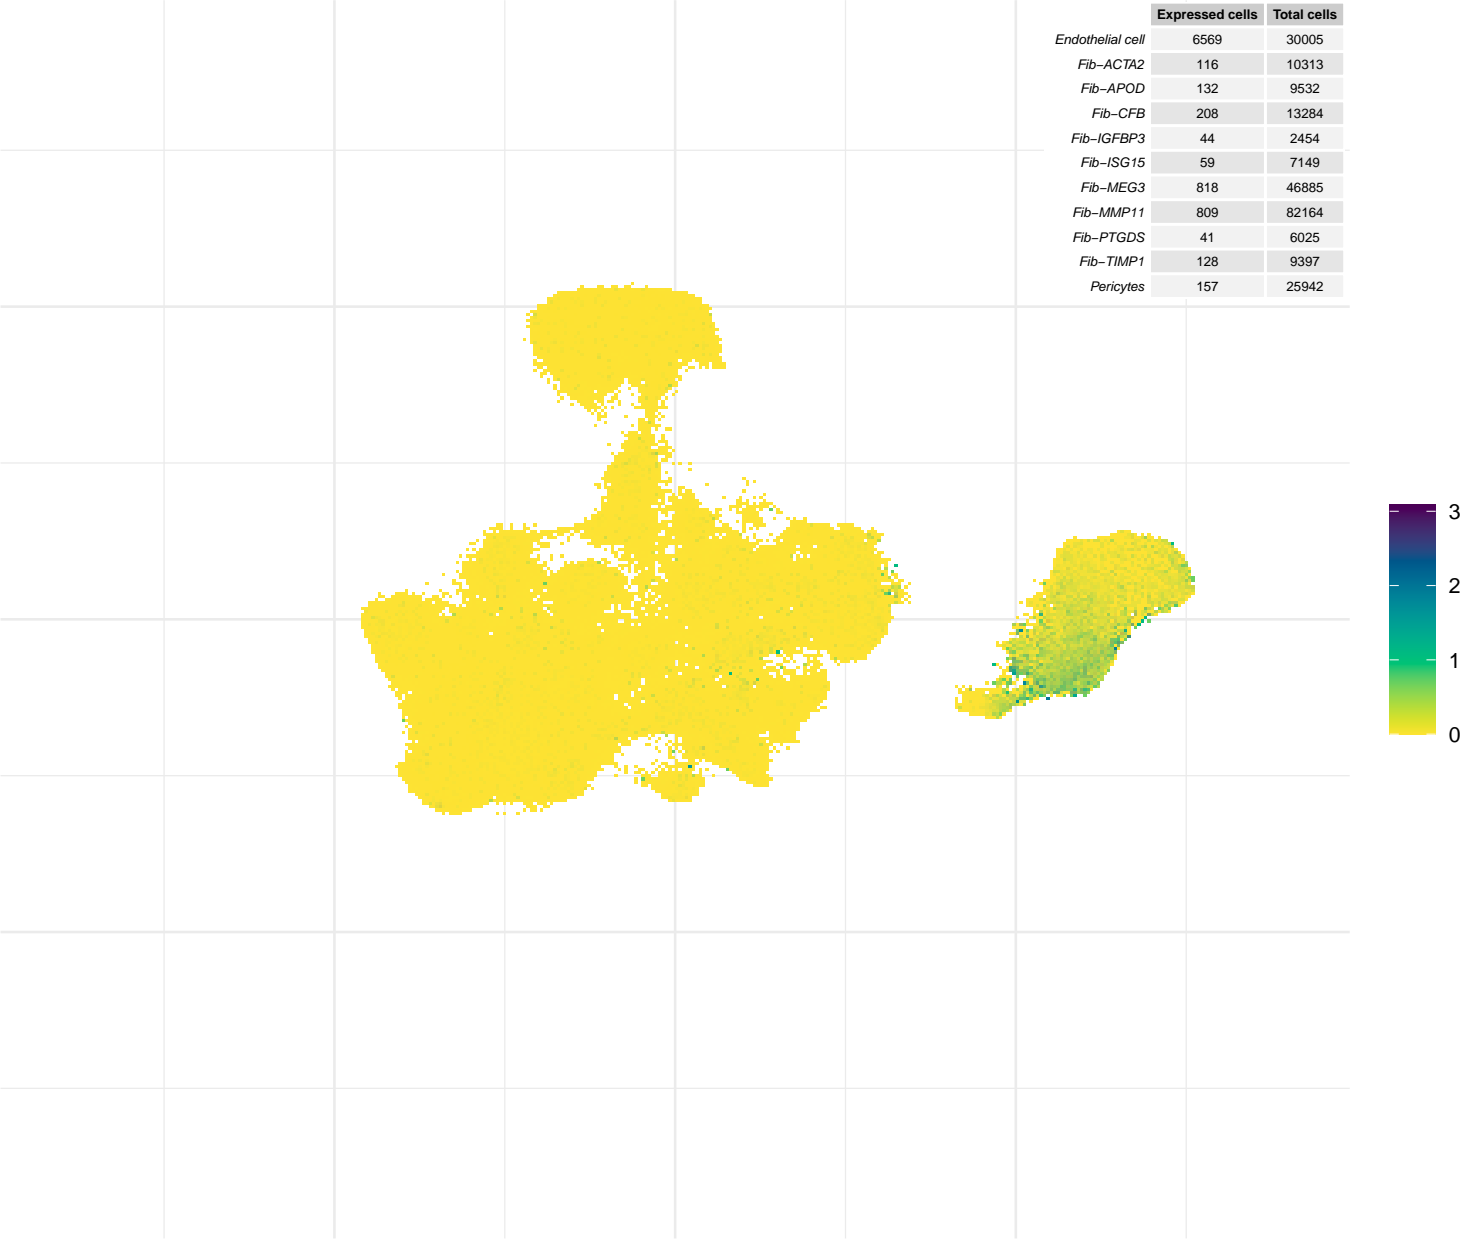 Expressed cells Total cells
Endothelial cell 6569 30005
Fib−ACTA2 116 10313
Fib−APOD 132 9532
Fib−CFB 208 13284
Fib−IGFBP3 44 2454
Fib−ISG15 59 7149
Fib−MEG3 818 46885
Fib−MMP11 809 82164
Fib−PTGDS 41 6025
Fib−TIMP1 128 9397
Pericytes 157 25942
3
2
1
0